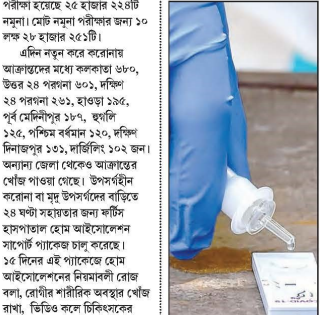 পরীক্ষা হয়েছে ২৫ হাজার ২২৪টি
নমুনা। মোট নমুনা পরীক্ষার জন্য ১০
লক্ষ ২৮ হাজার ২৫১টি।
এদিন নতুন করে করোনায়
আক্রান্তদের মধ্যে কলকাতা ৬৮০,
উত্তর ২৪ পরগনা ৬০১, দক্ষিণ
২৪ পরগনা ২৬১, হাওড়া ১৯৫,
পূর্ব মেদিনীপুর ১৮৭, হুগলি
১২৫, পশ্চিম বর্ধমান ১২০, দক্ষিণ
দিনাজপুর ১৩১, দার্জিলিং ১০২ জন।
অন্যান্য জেলা থেকেও আক্রান্তের
খোঁজ পাওয়া গেছে। উপসর্গহীন
করোনা বা মৃদু উপসর্গদের বাড়িতে
২৪ ঘণ্টা সহায়তার জন্য ফর্টিস
হাসপাতাল হোম আইসোলেশন
সাপোর্ট প্যাকেজ চালু করেছে।
১৫ দিনের এই প্যাকেজে হোম
আইসোলেশনের নিয়মাবলী রোজ
বলা, রোগীর শারীরিক অবস্থার খোঁজ
রাখা, ভিডিও কলে চিকিৎসকের